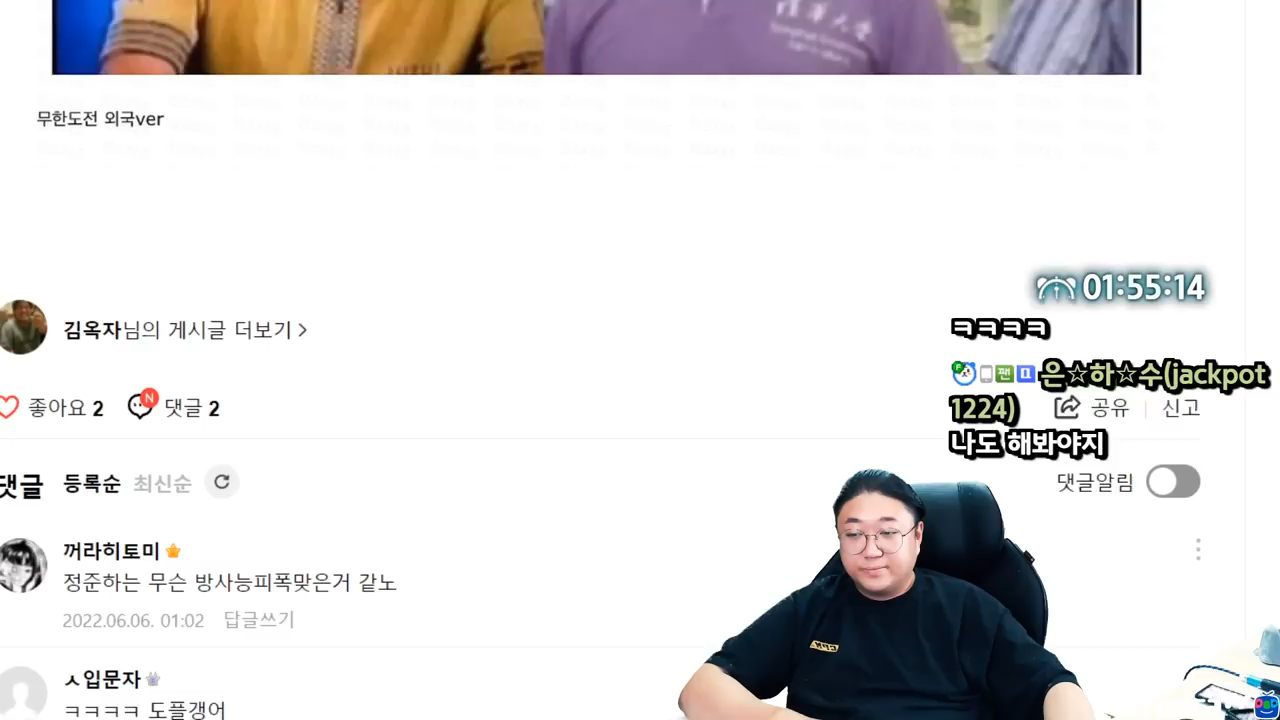 清华大学
무한도전 외국ver
01:55:14
ㅋㅋㅋㅋ
김옥자님의 게시글 더보기 >
팬
은☆하☆수(jackpot
1224)
좋아요 2
N
댓글 2
공유
신고
나도 해봐야지
댓글
등록순
최신순
댓글알림
꺼라히토미
정준하는 무슨 방사능피폭맞은거 같노
2022.06.06. 01:02
답글쓰기
ㅅ입문자
ㅋㅋㅋㅋ 도플갱어